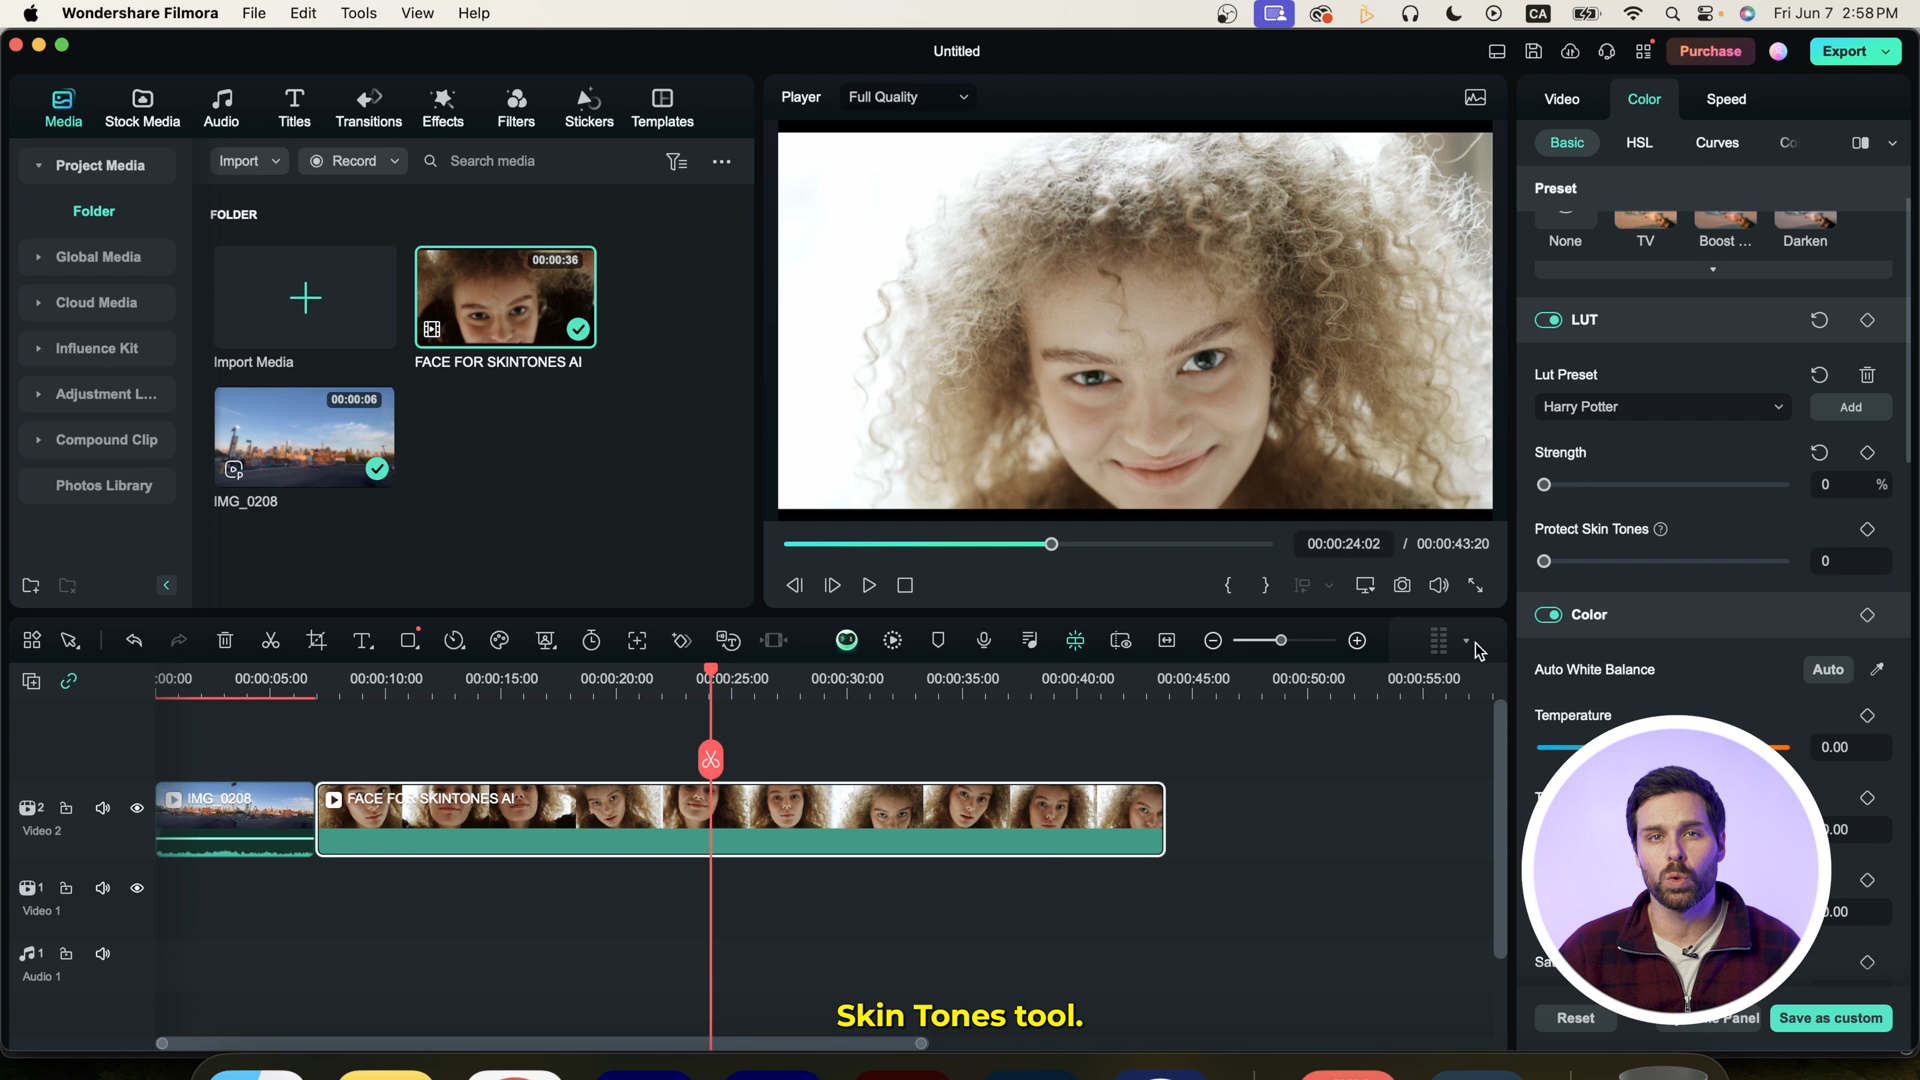 Wondershare Filmora File Edit Tools View Help
CA Fri Jun 7 2:58 PM
Untitled
Purchase
Export
Media
Stock Media
Audio
Titles
Transitions
Effects
Filters
Stickers
Templates
Project Media
Folder
Global Media
Cloud Media
Influence Kit
Adjustment L...
Compound Clip
Photos Library
Import
Record
Search media
FOLDER
00:00:36
Import Media
FACE FOR SKINTONES AI
00:00:06
IMG_0208
Player
Full Quality
00:00:24:02 / 00:00:43:20
Video
Color
Speed
Basic
HSL
Curves
Co
Preset
None
TV
Boost ...
Darken
LUT
Lut Preset
Harry Potter
Add
Strength
0 %
Protect Skin Tones
0
Color
Auto White Balance
Auto
Temperature
0.00
0.00
0.00
Reset
Panel
Save as custom
:00:00
00:00:05:00
00:00:10:00
00:00:15:00
00:00:20:00
00:00:25:00
00:00:30:00
00:00:35:00
00:00:40:00
00:00:45:00
00:00:50:00
00:00:55:00
2
Video 2
IMG_0208
FACE FOR SKINTONES AI
1
Video 1
1
Audio 1
Skin Tones tool.